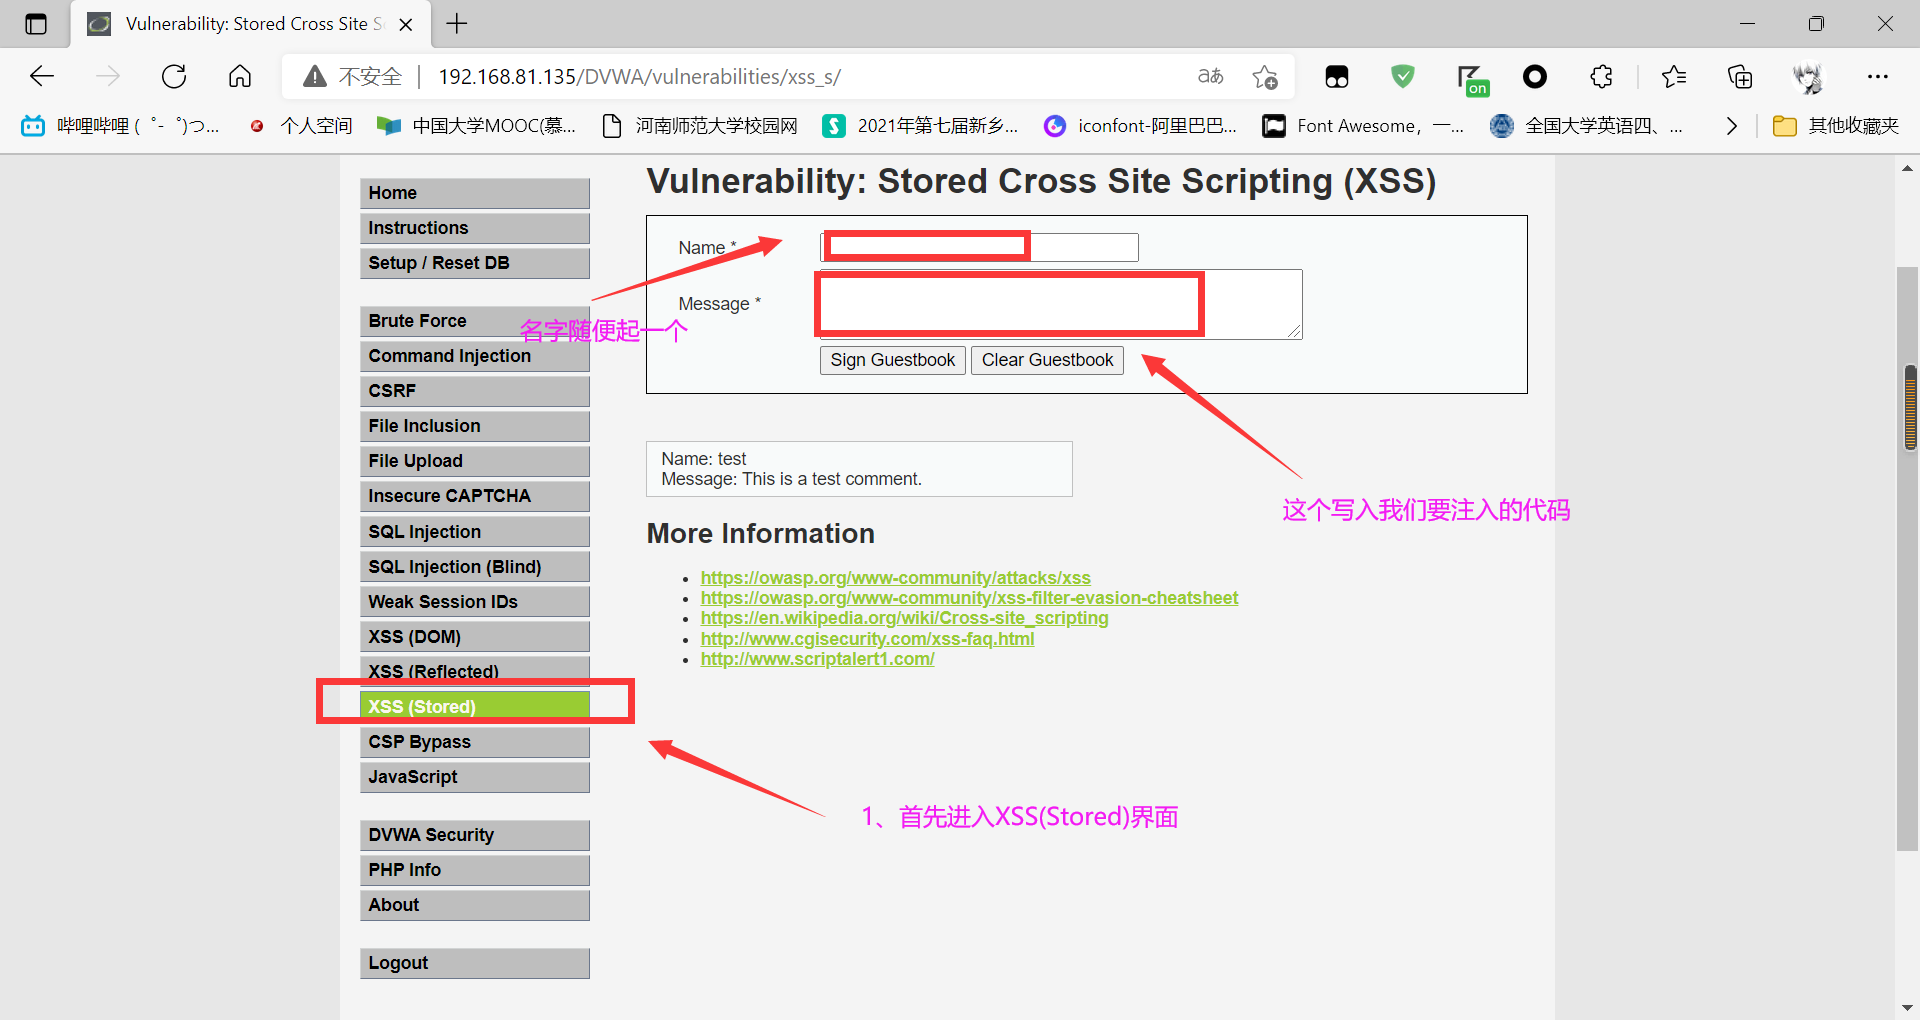 Vulnerability: Stored Cross Site S
不安全 192.168.81.135/DVWA/vulnerabilities/xss_s/
on
哔哩哔哩 ( ゜- ゜)つ...
个人空间
中国大学MOOC(慕...
河南师范大学校园网
2021年第七届新乡...
iconfont-阿里巴巴...
Font Awesome，一...
全国大学英语四、...
其他收藏夹
Home
Instructions
Setup / Reset DB
Brute Force
Command Injection
CSRF
File Inclusion
File Upload
Insecure CAPTCHA
SQL Injection
SQL Injection (Blind)
Weak Session IDs
XSS (DOM)
XSS (Reflected)
XSS (Stored)
CSP Bypass
JavaScript
DVWA Security
PHP Info
About
Logout
Vulnerability: Stored Cross Site Scripting (XSS)
Name *
Message *
名字随便起一个
Sign Guestbook
Clear Guestbook
Name: test
Message: This is a test comment.
这个写入我们要注入的代码
More Information
https://owasp.org/www-community/attacks/xss
https://owasp.org/www-community/xss-filter-evasion-cheatsheet
https://en.wikipedia.org/wiki/Cross-site_scripting
http://www.cgisecurity.com/xss-faq.html
http://www.scriptalert1.com/
1、首先进入XSS(Stored)界面